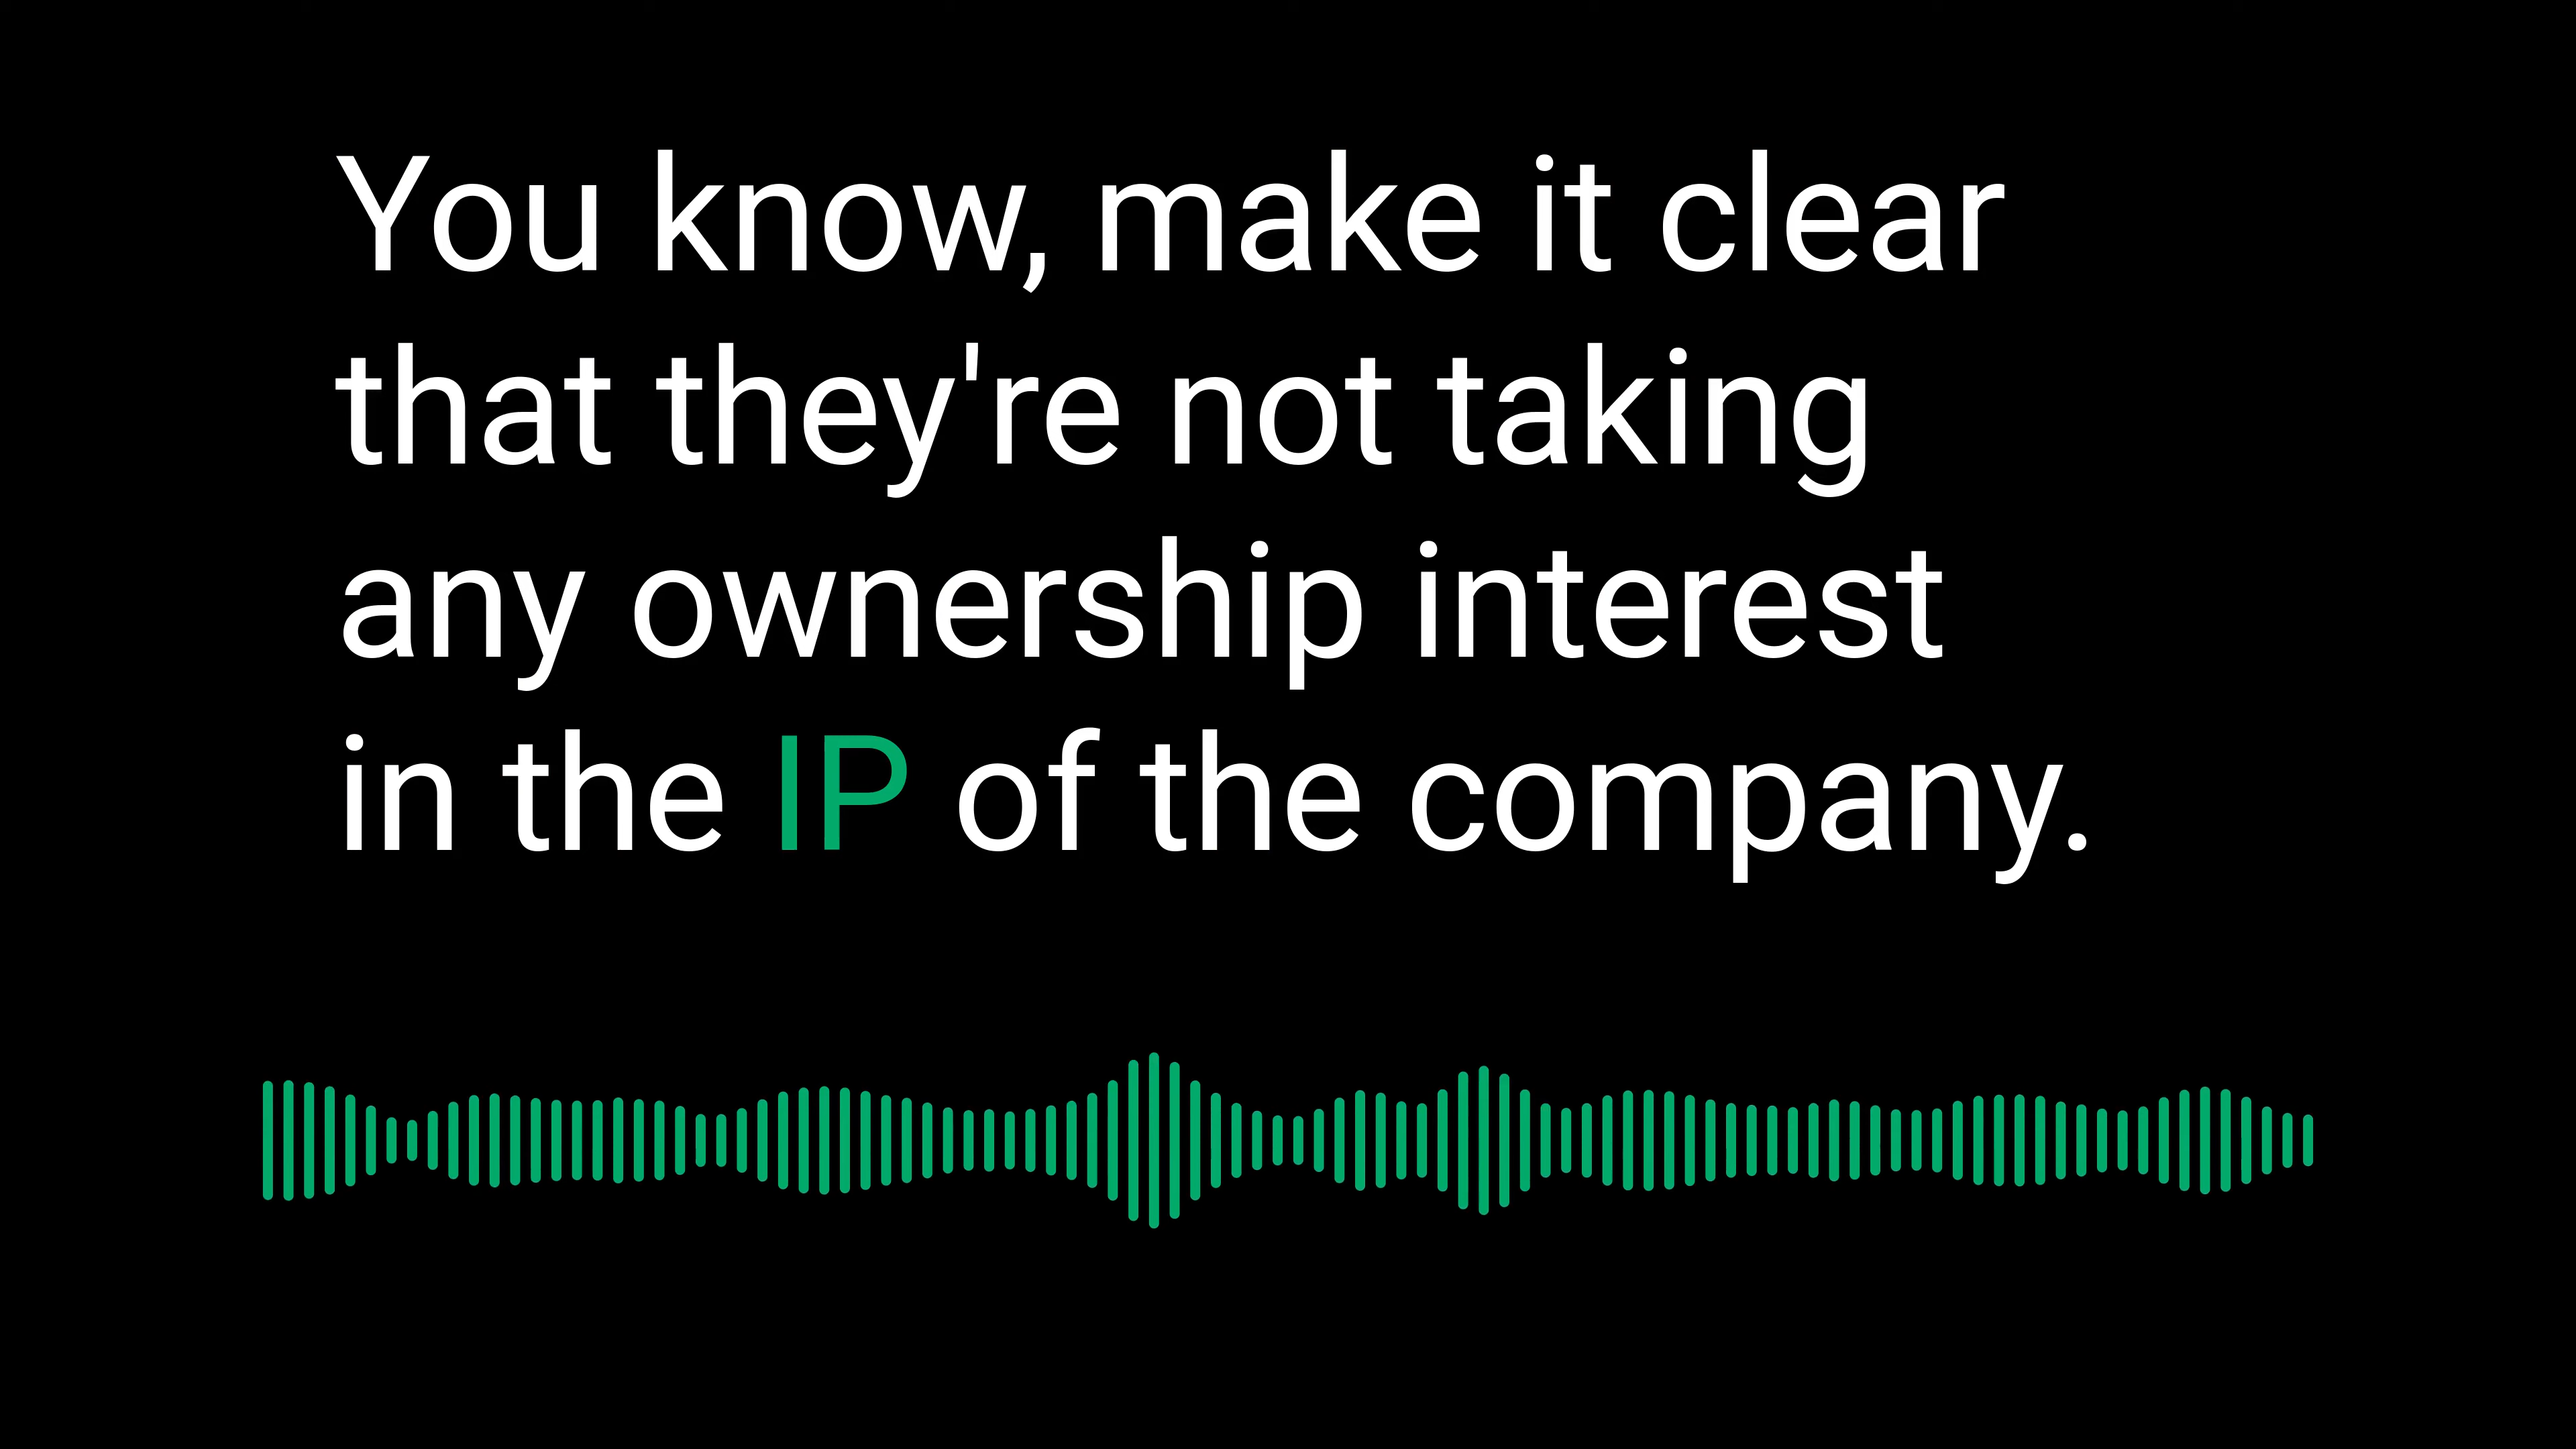 You know, make it clear
that they're not taking
any ownership interest
in the IP of the company.